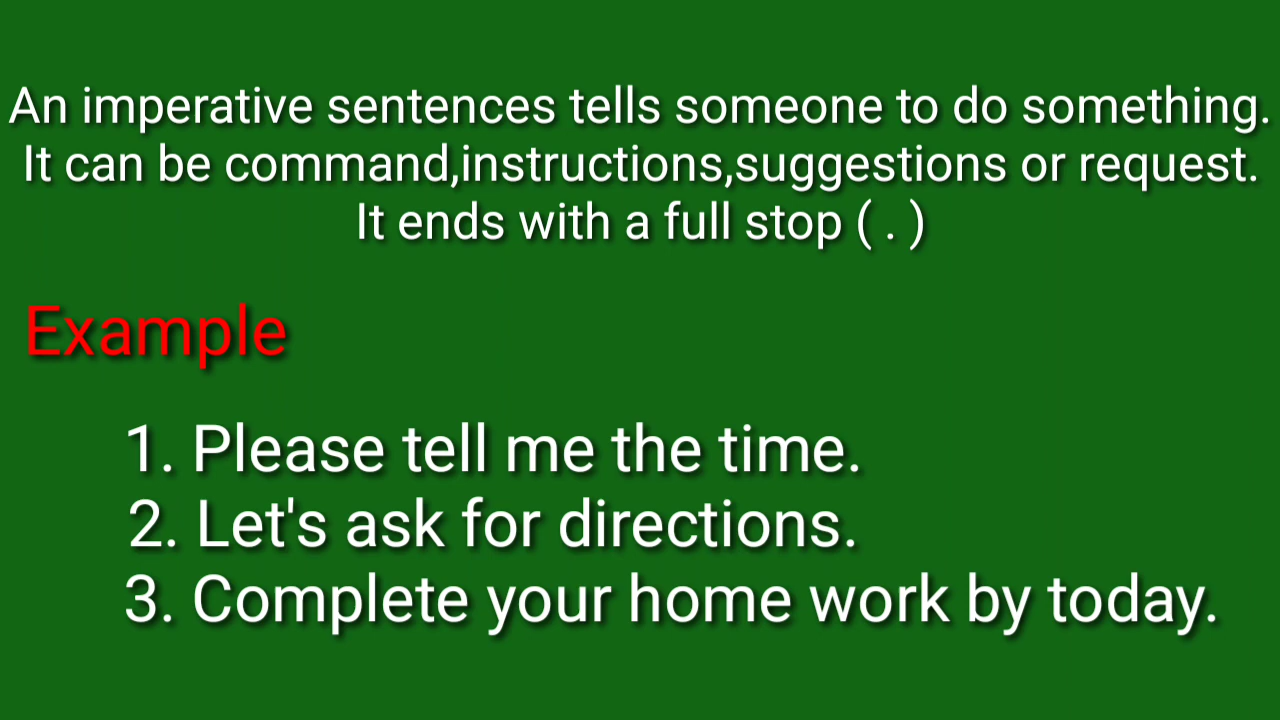 An imperative sentences tells someone to do something.
It can be command,instructions,suggestions or request.
It ends with a full stop ( . )
Example
1. Please tell me the time.
2. Let's ask for directions.
3. Complete your home work by today.